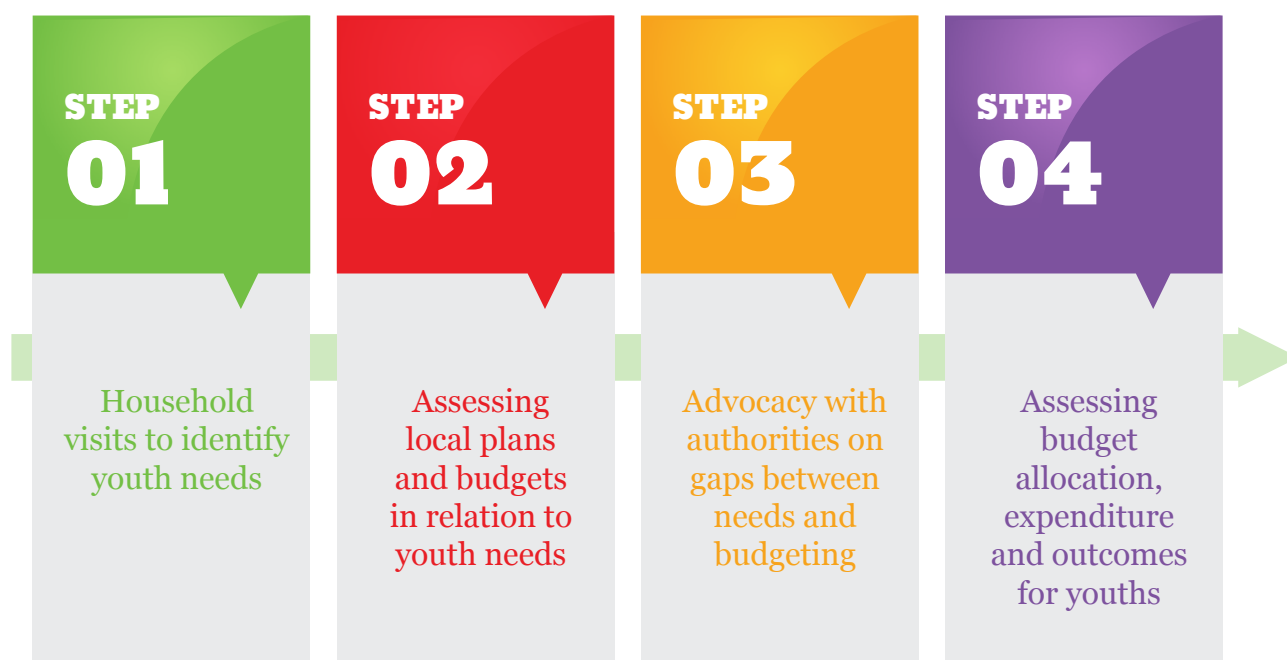 STEP
01
Household
visits to identify
youth needs
STEP
02
Assessing
local plans
and budgets
in relation to
youth needs
STEP
03
Advocacy with
authorities on
gaps between
needs and
budgeting
STEP
04
Assessing
budget
allocation,
expenditure
and outcomes
for youths